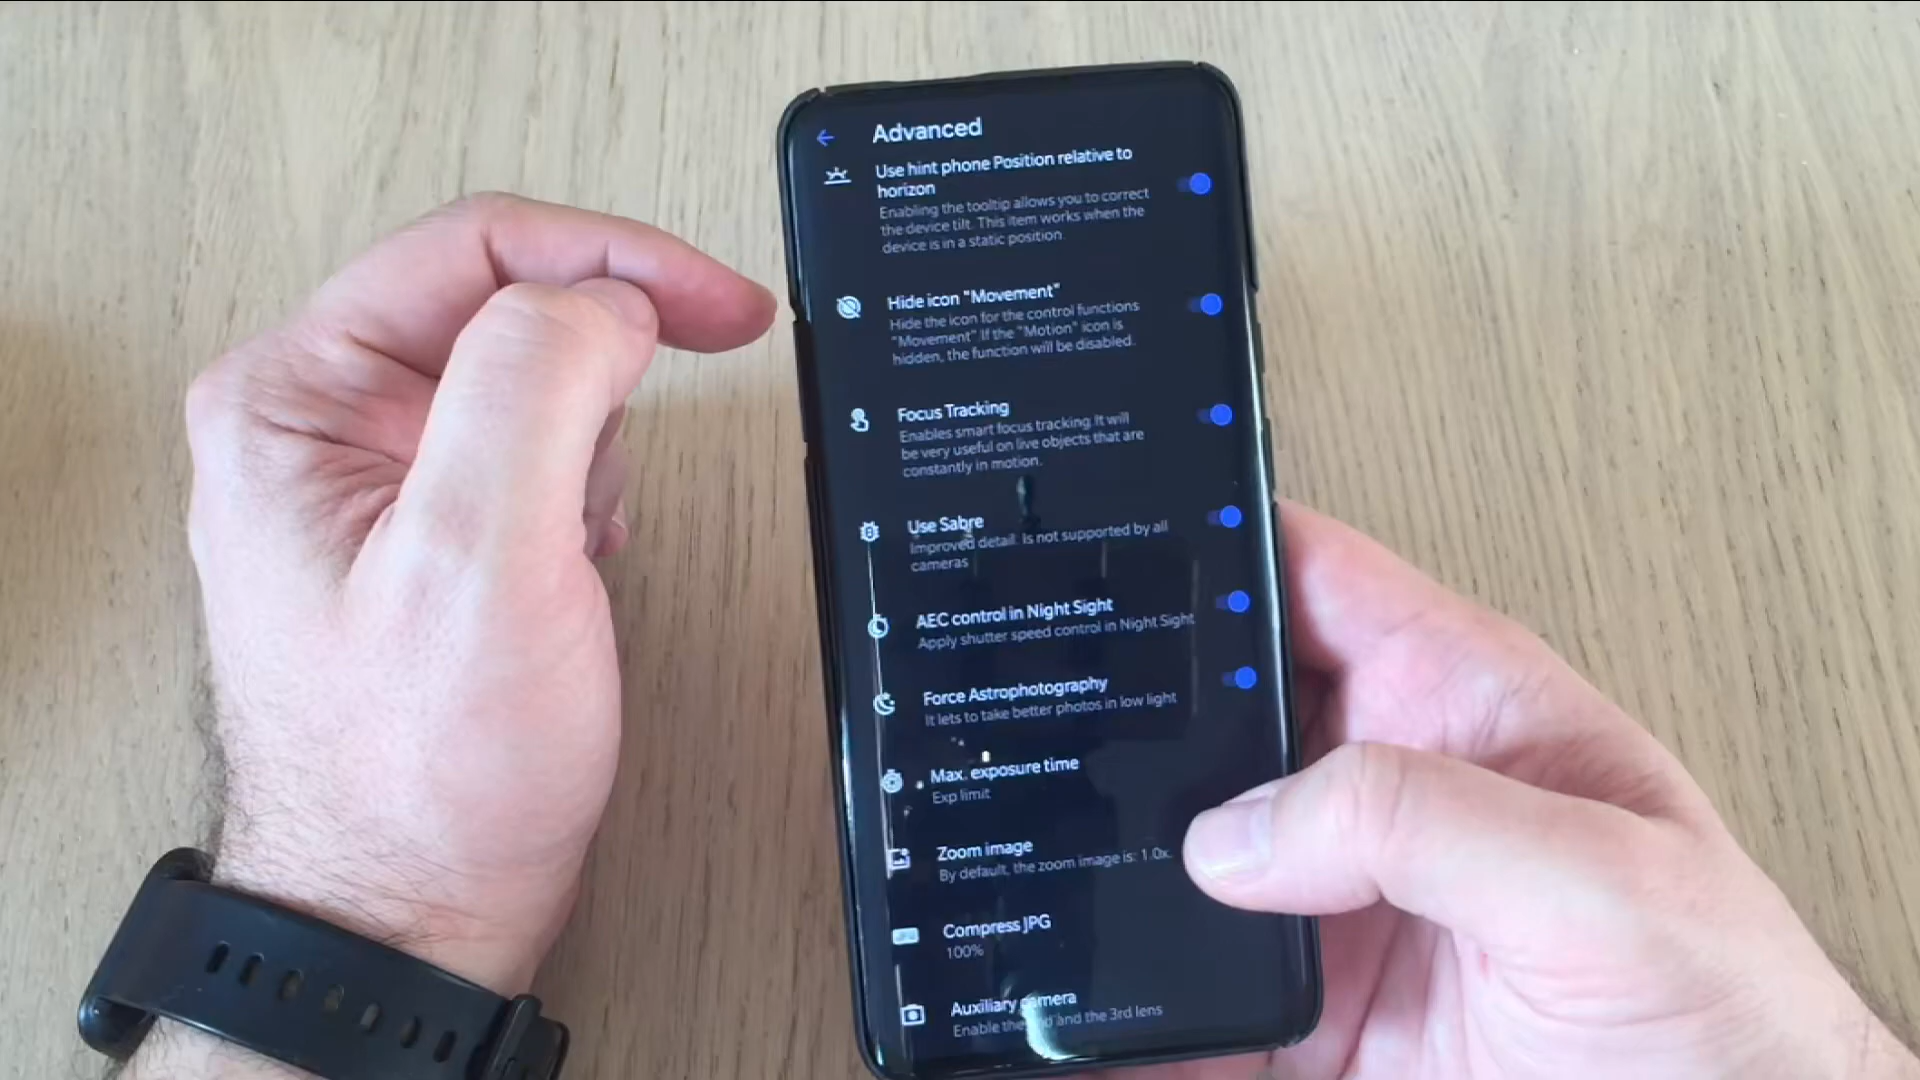 Advanced
Use hint phone Position relative to
horizon
Enabling the tooltip allows you to correct
the device tilt. This item works when the
device is in a static position.
Hide icon "Movement"
Hide the icon for the control functions
"Movement".If the "Motion" icon is
hidden, the function will be disabled.
Focus Tracking
Enables smart focus tracking.It will
be very useful on live objects that are
constantly in motion.
Use Sabre
Improved detail. Is not supported by all
cameras
AEC control in Night Sight
Apply shutter speed control in Night Sight
Force Astrophotography
It lets to take better photos in low light
Max. exposure time
Exp limit
Zoom image
By default, the zoom image is: 1.0x.
Compress JPG
100%
Auxiliary camera
Enable the and the 3rd lens